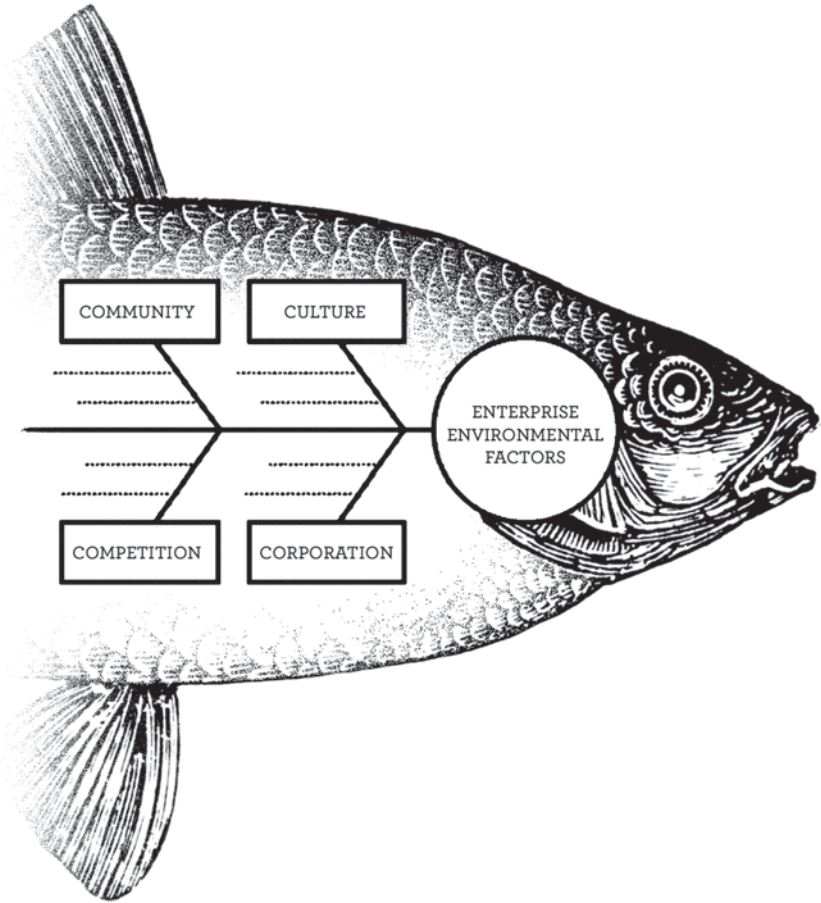 COMMUNITY
CULTURE
ENTERPRISE
ENVIRONMENTAL
FACTORS
COMPETITION
CORPORATION